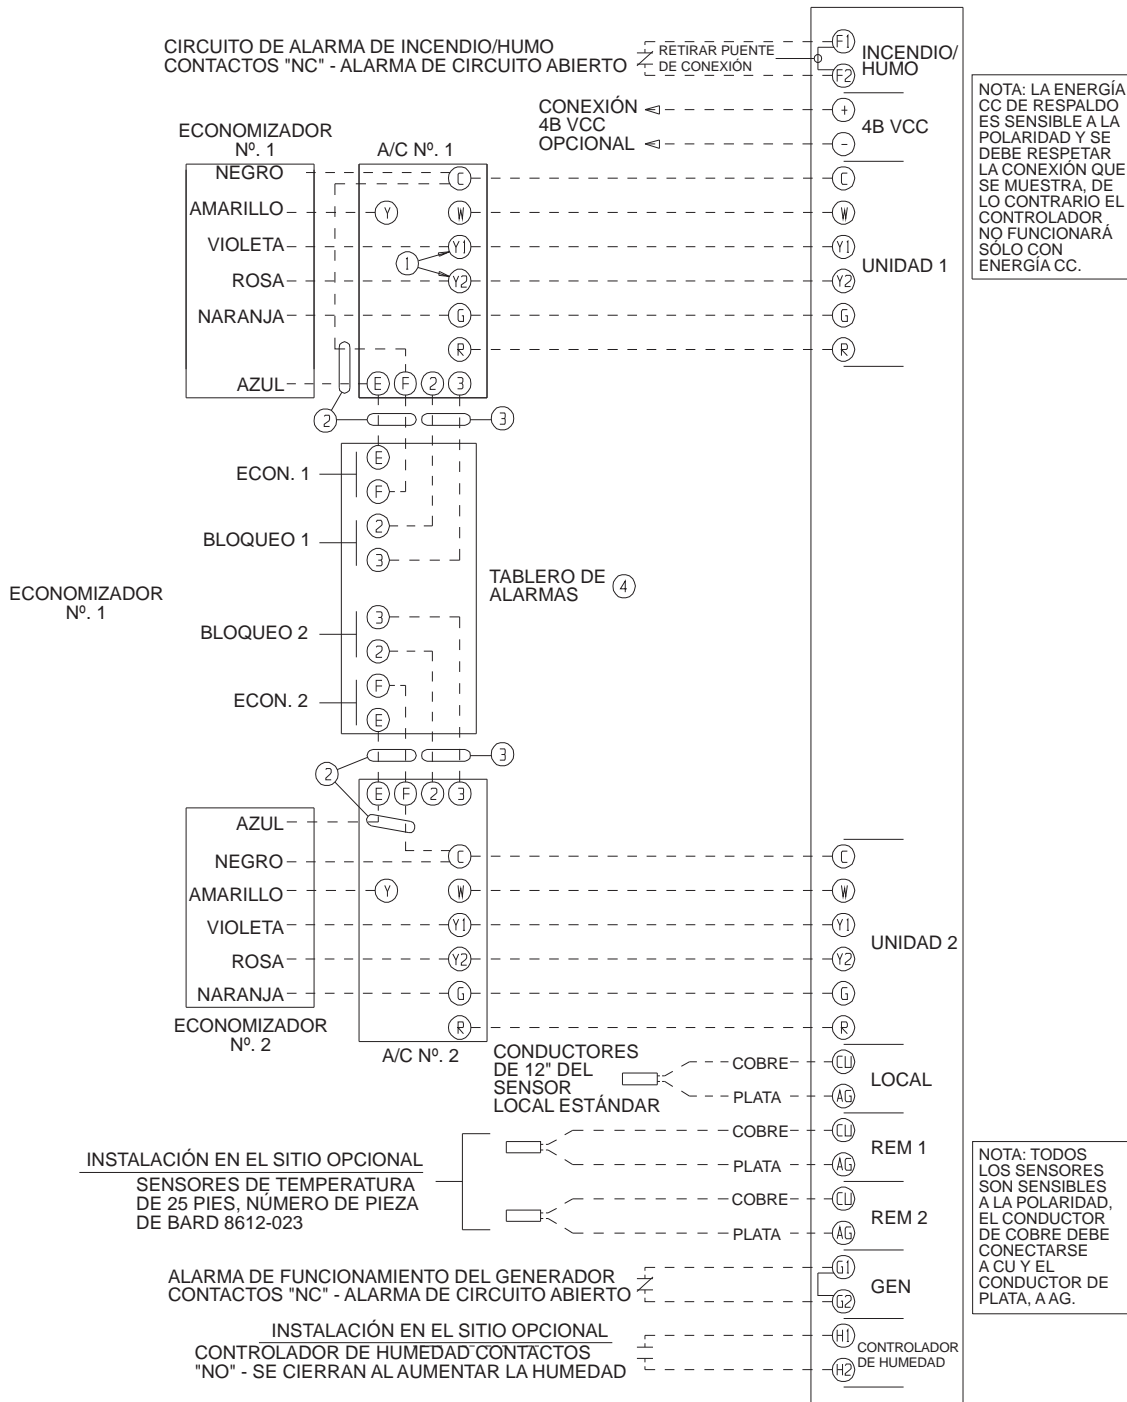 CIRCUITO DE ALARMA DE INCENDIO/HUMO
CONTACTOS "NC" - ALARMA DE CIRCUITO ABIERTO
RETIRAR PUENTE
DE CONEXIÓN
F1
F2
INCENDIO/
HUMO
CONEXIÓN
4B VCC
OPCIONAL
+
-
4B VCC
NOTA: LA ENERGÍA
CC DE RESPALDO
ES SENSIBLE A LA
POLARIDAD Y SE
DEBE RESPETAR
LA CONEXIÓN QUE
SE MUESTRA, DE
LO CONTRARIO EL
CONTROLADOR
NO FUNCIONARÁ
SÓLO CON
ENERGÍA CC.
ECONOMIZADOR
Nº. 1
A/C Nº. 1
NEGRO
AMARILLO
VIOLETA
ROSA
NARANJA
AZUL
C
Y
W
Y1
1
Y2
G
R
E
F
2
3
C
W
Y1
Y2
G
R
UNIDAD 1
2
3
ECON. 1
E
F
BLOQUEO 1
2
3
ECONOMIZADOR
Nº. 1
TABLERO DE
ALARMAS
4
BLOQUEO 2
3
2
ECON. 2
F
E
2
3
E
F
2
3
AZUL
NEGRO
AMARILLO
VIOLETA
ROSA
NARANJA
ECONOMIZADOR
Nº. 2
C
Y
W
Y1
Y2
G
R
A/C Nº. 2
C
W
Y1
Y2
G
R
UNIDAD 2
CONDUCTORES
DE 12" DEL
SENSOR
LOCAL ESTÁNDAR
COBRE
PLATA
CU
AG
LOCAL
INSTALACIÓN EN EL SITIO OPCIONAL
SENSORES DE TEMPERATURA
DE 25 PIES, NÚMERO DE PIEZA
DE BARD 8612-023
COBRE
PLATA
CU
AG
REM 1
COBRE
PLATA
CU
AG
REM 2
NOTA: TODOS
LOS SENSORES
SON SENSIBLES
A LA POLARIDAD,
EL CONDUCTOR
DE COBRE DEBE
CONECTARSE
A CU Y EL
CONDUCTOR DE
PLATA, A AG.
ALARMA DE FUNCIONAMIENTO DEL GENERADOR
CONTACTOS "NC" - ALARMA DE CIRCUITO ABIERTO
G1
G2
GEN
INSTALACIÓN EN EL SITIO OPCIONAL
CONTROLADOR DE HUMEDAD CONTACTOS
"NO" - SE CIERRAN AL AUMENTAR LA HUMEDAD
H1
H2
CONTROLADOR
DE HUMEDAD